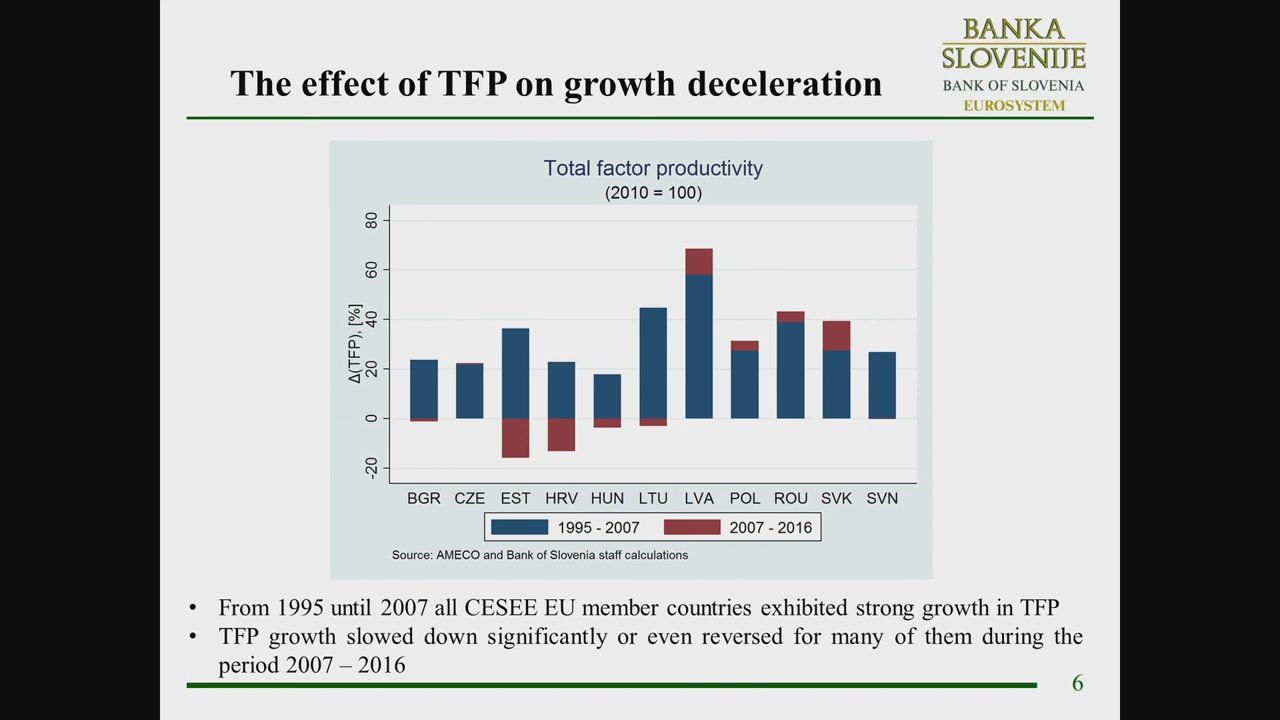 BANKA
SLOVENIJE
BANK OF SLOVENIA
EUROSYSTEM
The effect of TFP on growth deceleration
Total factor productivity
(2010 = 100)
Δ(TFP), [%]
80
60
40
20
0
-20
BGR CZE EST HRV HUN LTU LVA POL ROU SVK SVN
1995 - 2007 2007 - 2016
Source: AMECO and Bank of Slovenia staff calculations
• From 1995 until 2007 all CESEE EU member countries exhibited strong growth in TFP
• TFP growth slowed down significantly or even reversed for many of them during the
period 2007 – 2016
6